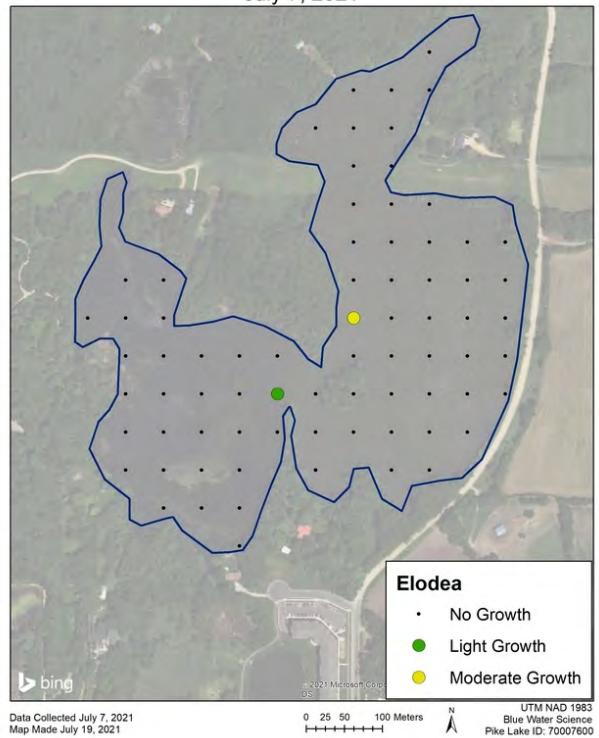 Elodea
No Growth
Light Growth
Moderate Growth
bing
© 2021 Microsoft
Data Collected July 7, 2021
Map Made July 19, 2021
0 25 50 100 Meters
N
UTM NAD 1983
Blue Water Science
Pike Lake ID: 70007600